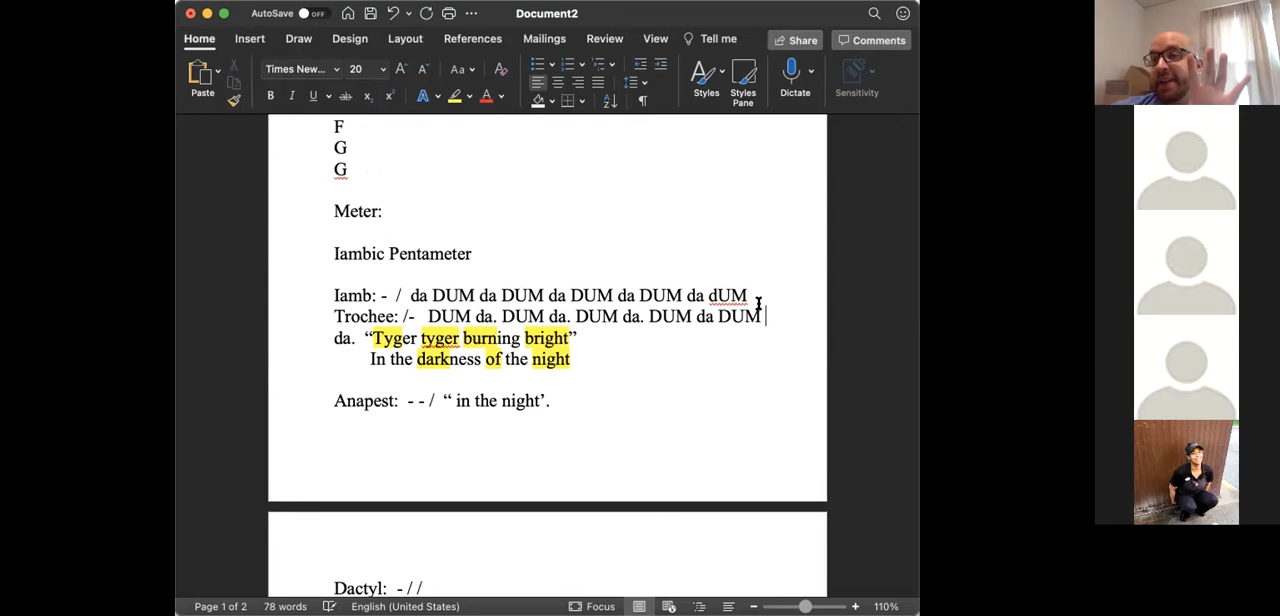 AutoSave OFF Document2
Home Insert Draw Design Layout References Mailings Review View Tell me Share Comments
Paste Times New... 20 Aa Styles Styles Pane Dictate Sensitivity
B I U ab x₂ x² A A
F
G
G
Meter:
Iambic Pentameter
Iamb: - / da DUM da DUM da DUM da DUM da dUM
Trochee: /- DUM da. DUM da. DUM da. DUM da DUM
da. “Tyger tyger burning bright”
In the darkness of the night
Anapest: - - / “ in the night’.
Dactyl: - / /
Page 1 of 2 78 words English (United States) Focus 110%